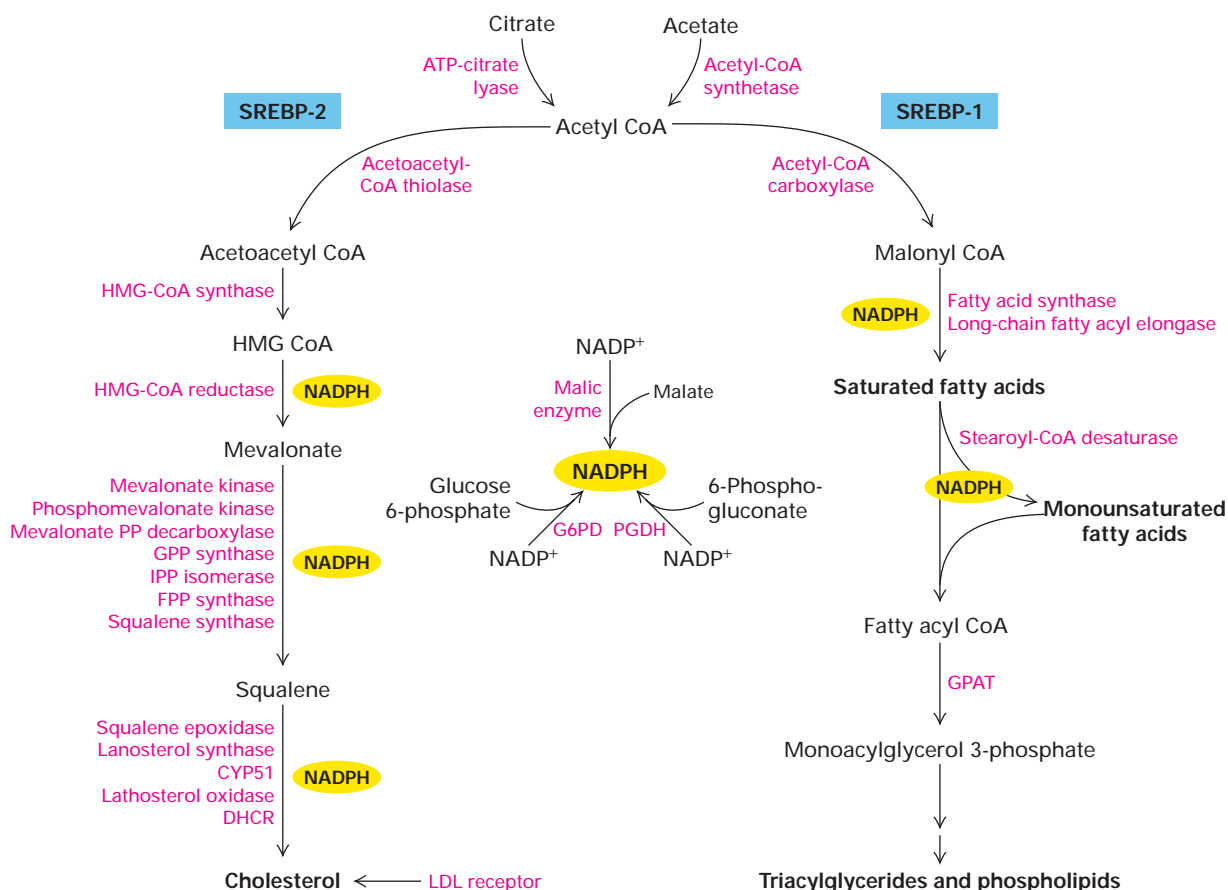 Citrate
Acetate
ATP-citrate
lyase
Acetyl-CoA
synthetase
SREBP-2
SREBP-1
Acetyl CoA
Acetoacetyl-
CoA thiolase
Acetyl-CoA
carboxylase
Acetoacetyl CoA
HMG-CoA synthase
HMG CoA
HMG-CoA reductase
NADPH
Mevalonate
Mevalonate kinase
Phosphomevalonate kinase
Mevalonate PP decarboxylase
GPP synthase
IPP isomerase
FPP synthase
Squalene synthase
NADPH
Squalene
Squalene epoxidase
Lanosterol synthase
CYP51
Lathosterol oxidase
DHCR
NADPH
Cholesterol
LDL receptor
NADP+
Malic
enzyme
Malate
NADPH
Glucose
6-phosphate
6-Phospho-
gluconate
G6PD
PGDH
NADP+
NADP+
Malonyl CoA
NADPH
Fatty acid synthase
Long-chain fatty acyl elongase
Saturated fatty acids
Stearoyl-CoA desaturase
NADPH
Monounsaturated
fatty acids
Fatty acyl CoA
GPAT
Monoacylglycerol 3-phosphate
Triacylglycerides and phospholipids